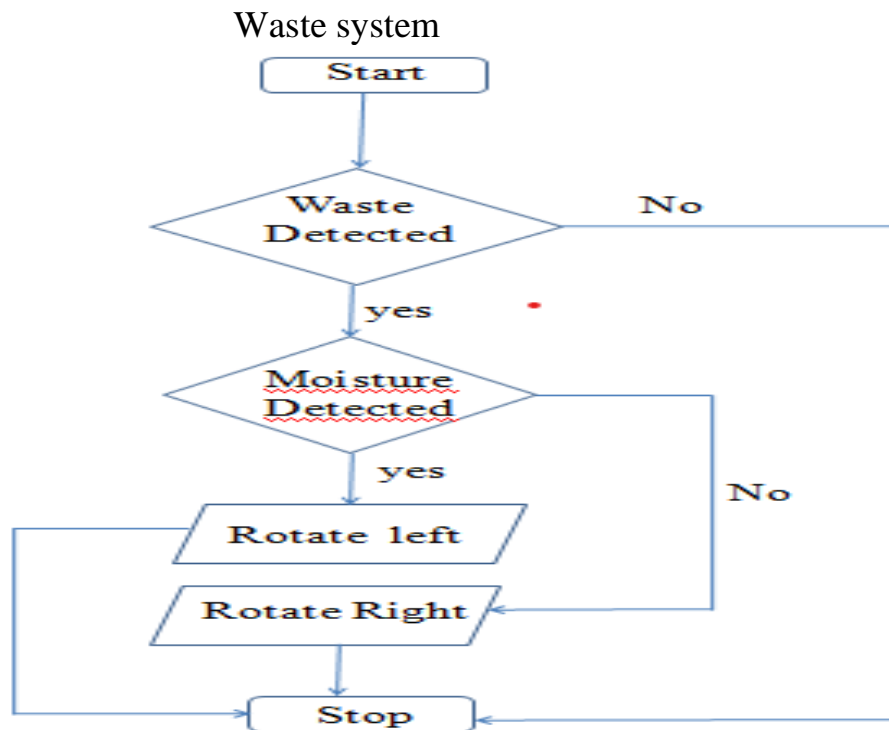 Waste system
Start
Waste
Detected
No
yes
Moisture
Detected
yes
No
Rotate left
Rotate Right
Stop